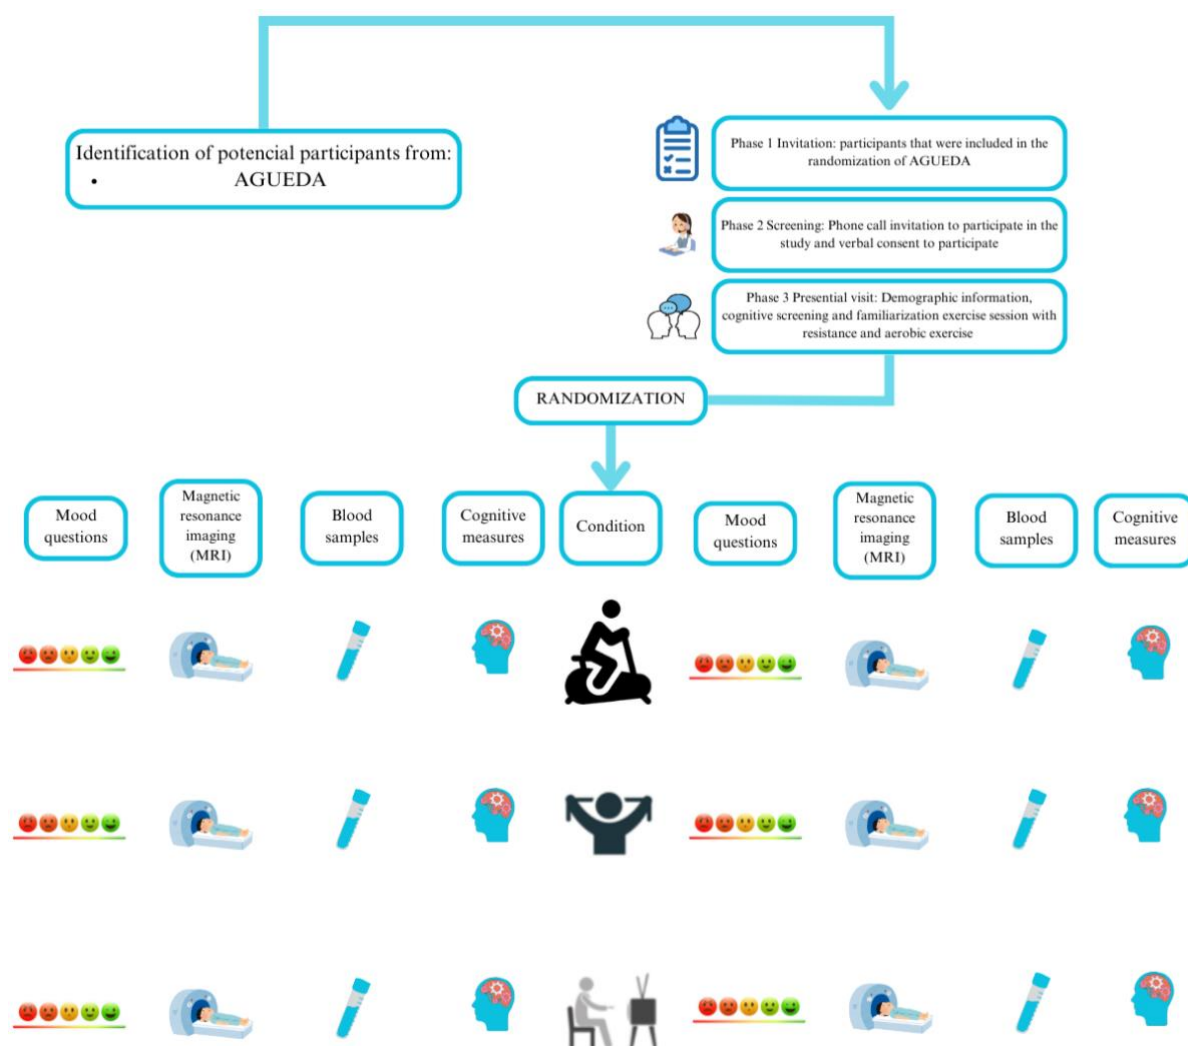 Identification of potencial participants from:
• AGUEDA
Phase 1 Invitation: participants that were included in the
randomization of AGUEDA
Phase 2 Screening: Phone call invitation to participate in the
study and verbal consent to participate
Phase 3 Presential visit: Demographic information,
cognitive screening and familiarization exercise session with
resistance and aerobic exercise
RANDOMIZATION
Mood
questions
Magnetic
resonance
imaging
(MRI)
Blood
samples
Cognitive
measures
Condition
Mood
questions
Magnetic
resonance
imaging
(MRI)
Blood
samples
Cognitive
measures